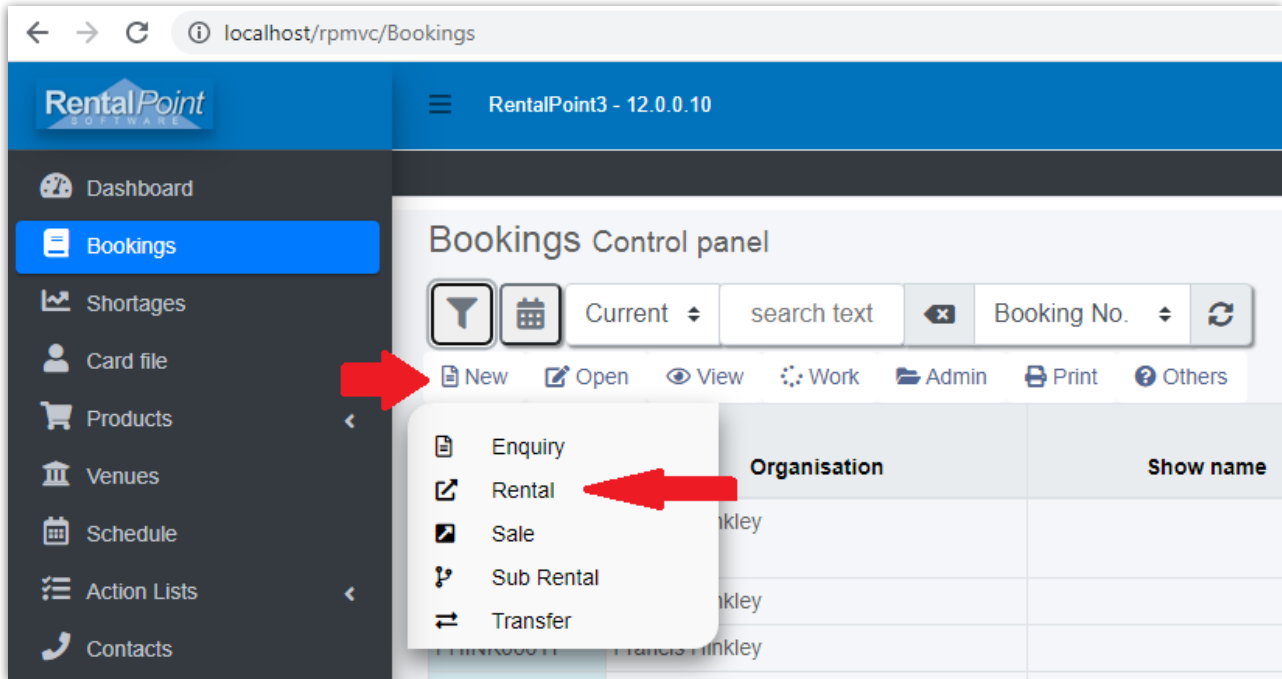 localhost/rpmvc/Bookings
RentalPoint
SOFTWARE
RentalPoint3 - 12.0.0.10
Dashboard
Bookings
Shortages
Card file
Products
Venues
Schedule
Action Lists
Contacts
Bookings Control panel
Current search text Booking No.
New Open View Work Admin Print Others
Enquiry
Rental
Sale
Sub Rental
Transfer
Organisation Show name
nkley
nkley
Francis Hinkley